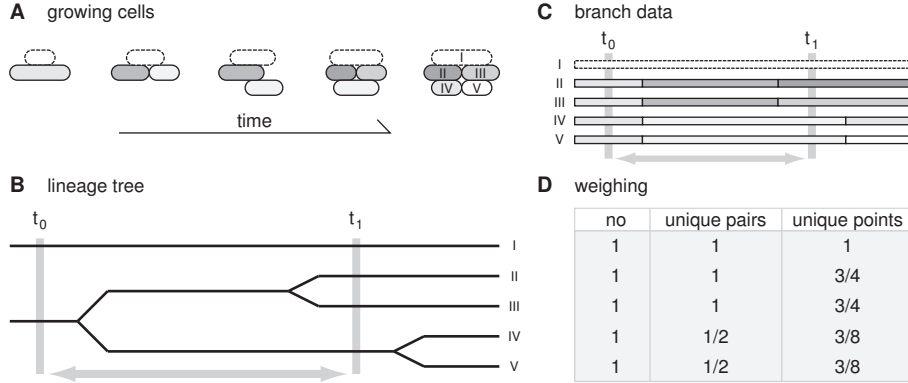 A growing cells
I
II III
IV V
time
B lineage tree
t0 t1
I
II
III
IV
V
C branch data
t0 t1
I
II
III
IV
V
D weighing
no unique pairs unique points
1 1 1
1 1 3/4
1 1 3/4
1 1/2 3/8
1 1/2 3/8